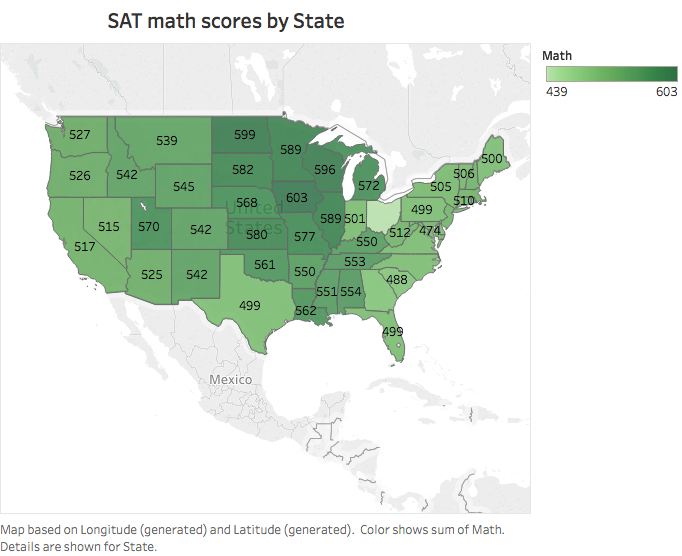 SAT math scores by State
Math
439 603
527 539 599 589
526 542 545 582 596 572 505 506 500
515 570 568 603 510
517 542 580 577 589 501 499
United
States
550 512 474
525 542 561 550 553
551 554 488
499 562 499
Mexico
Map based on Longitude (generated) and Latitude (generated).  Color shows sum of Math.
Details are shown for State.